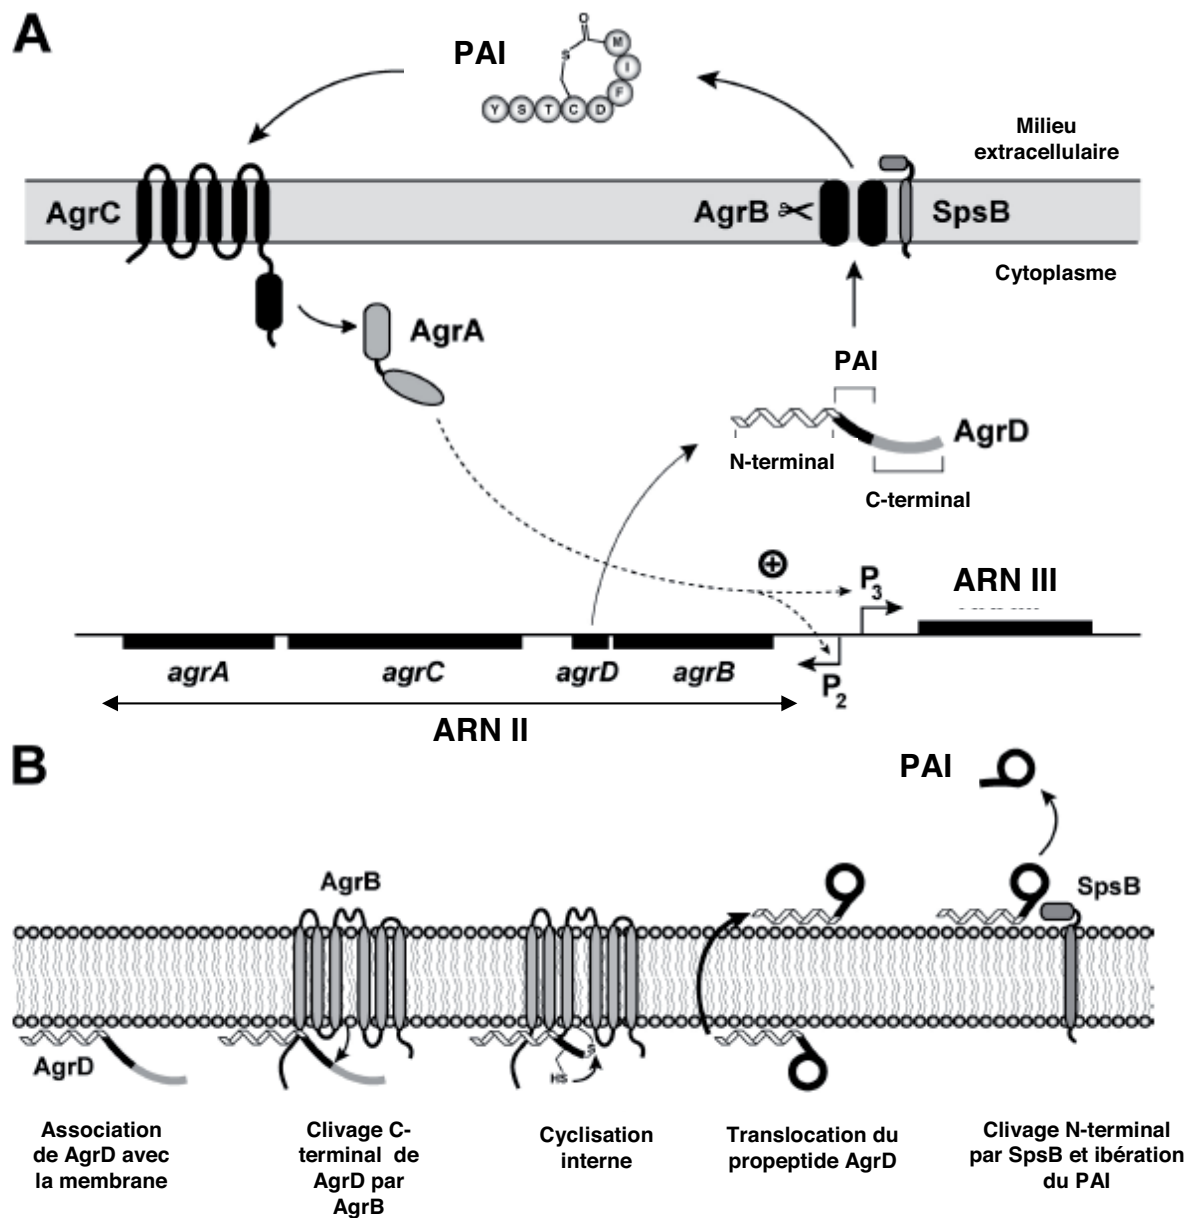 A
PAI
O
S
M
I
F
Y S T C D
Milieu
extracellulaire
AgrC
AgrB
SpsB
Cytoplasme
AgrA
PAI
AgrD
N-terminal
C-terminal
+
P3
ARN III
agrA
agrC
agrD
agrB
P2
ARN II
B
PAI
AgrB
SpsB
AgrD
S
HS
Association
de AgrD avec
la membrane
Clivage C-
terminal de
AgrD par
AgrB
Cyclisation
interne
Translocation du
propeptide AgrD
Clivage N-terminal
par SpsB et ibération
du PAI